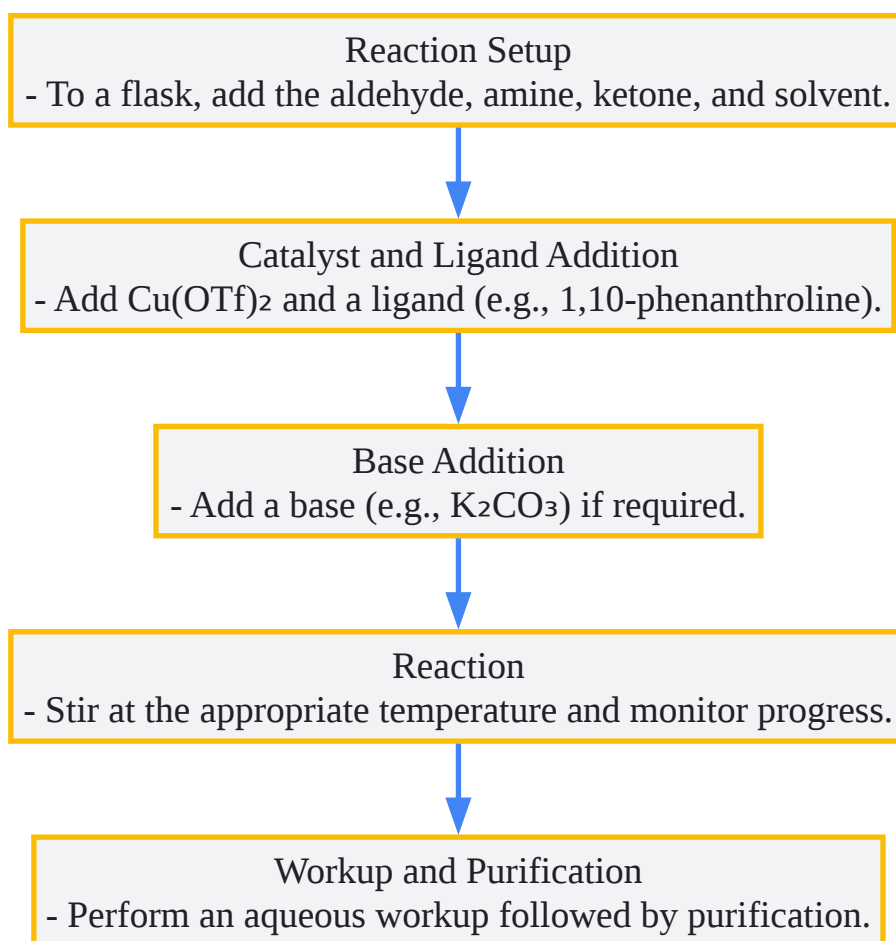 Reaction Setup
- To a flask, add the aldehyde, amine, ketone, and solvent.
Catalyst and Ligand Addition
- Add Cu(OTf)₂ and a ligand (e.g., 1,10-phenanthroline).
Base Addition
- Add a base (e.g., K₂CO₃) if required.
Reaction
- Stir at the appropriate temperature and monitor progress.
Workup and Purification
- Perform an aqueous workup followed by purification.